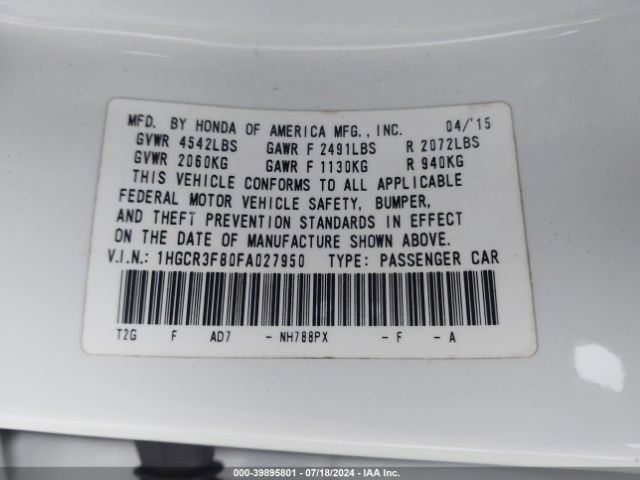 MFD. BY HONDA OF AMERICA MFG., INC. 04/'15
GVWR 4542LBS GAWR F 2491LBS R 2072LBS
GVWR 2060KG GAWR F 1130KG R 940KG
THIS VEHICLE CONFORMS TO ALL APPLICABLE
FEDERAL MOTOR VEHICLE SAFETY, BUMPER,
AND THEFT PREVENTION STANDARDS IN EFFECT
ON THE DATE OF MANUFACTURE SHOWN ABOVE.
V.I.N.: 1HGCR3F80FA027950 TYPE: PASSENGER CAR
T2G F AD7 - NH788PX - F - A
000-39895801 - 07/18/2024 - IAA Inc.